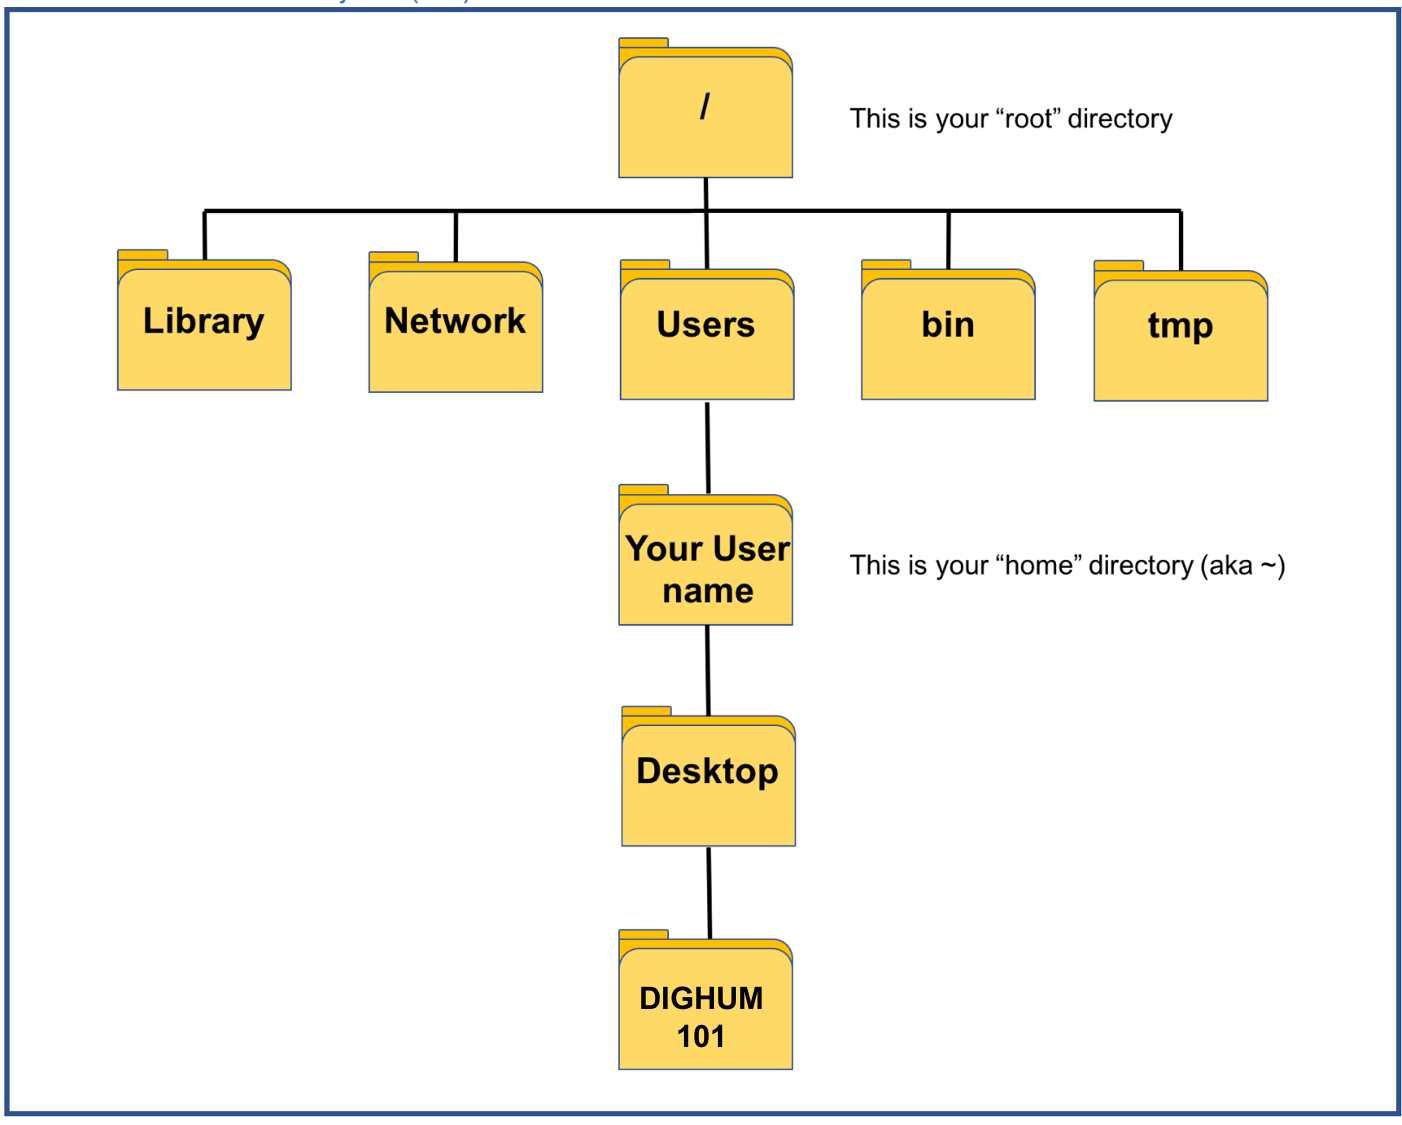 /
This is your “root” directory
Library
Network
Users
bin
tmp
Your User
name
This is your “home” directory (aka ~)
Desktop
DIGHUM
101